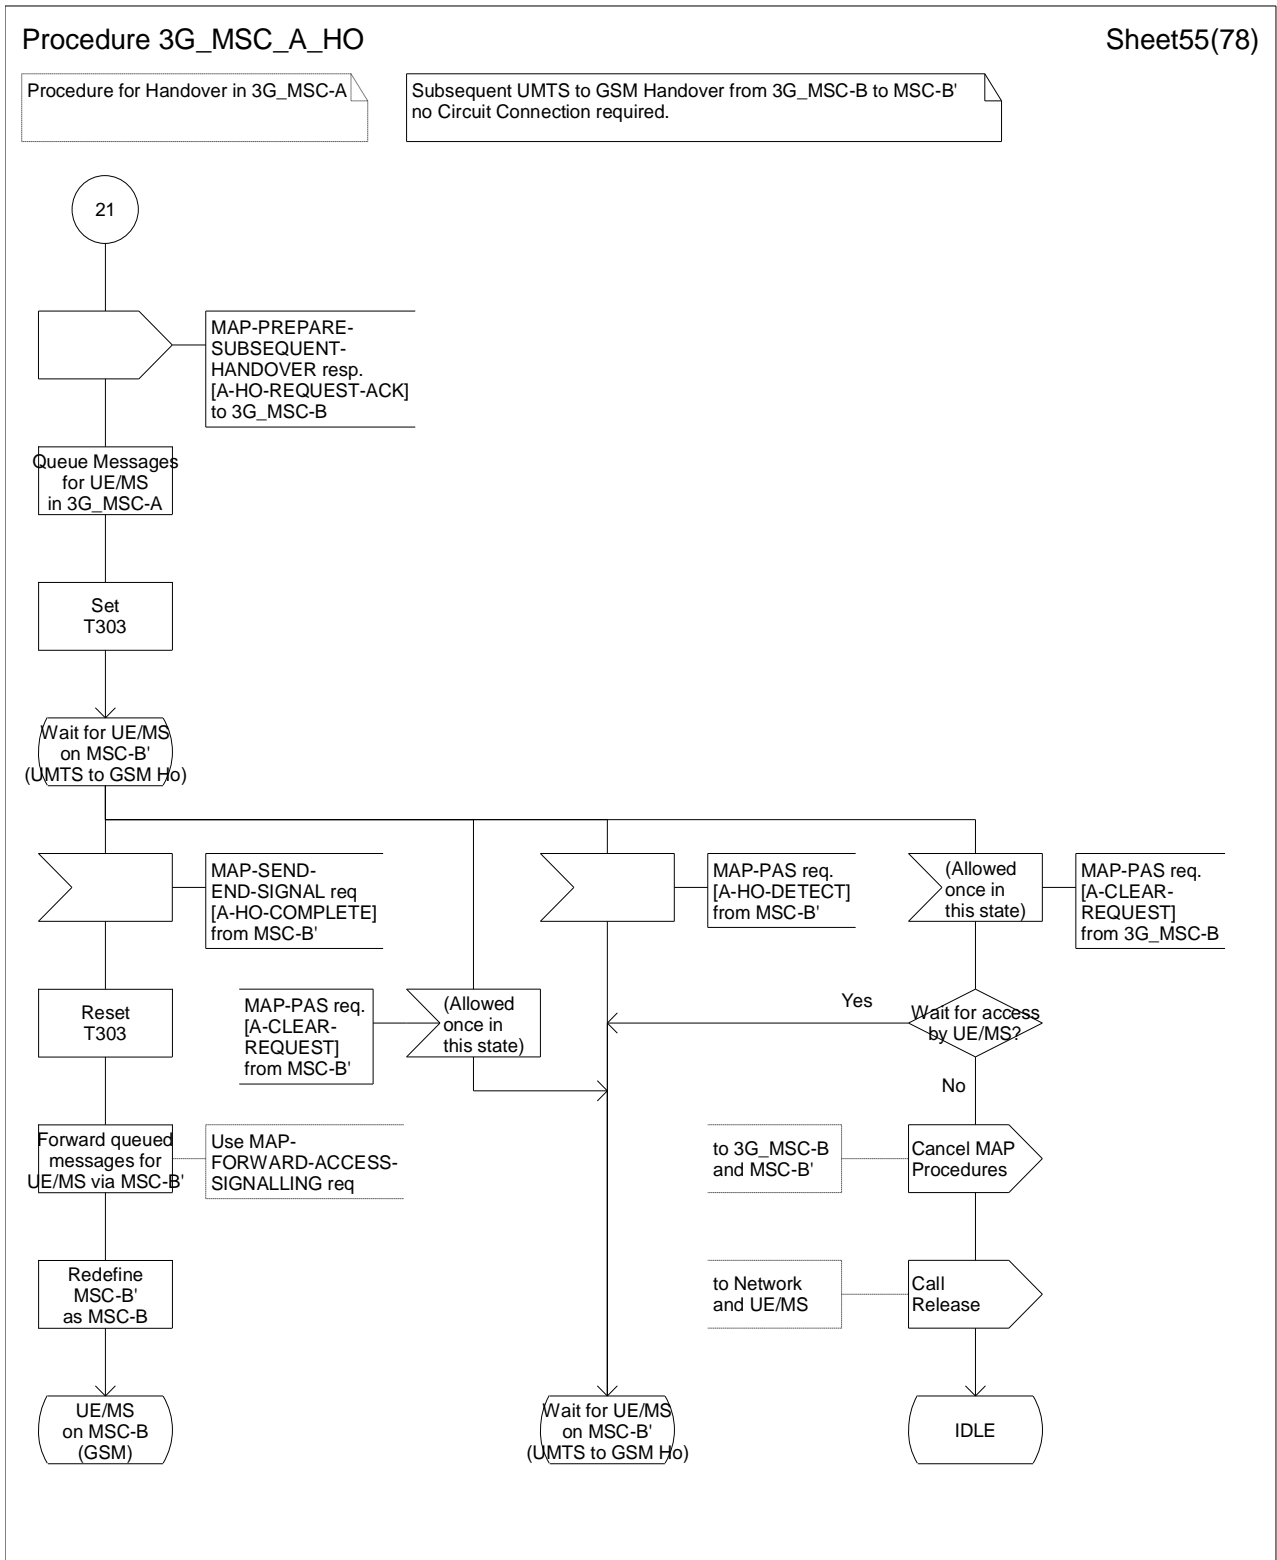 Procedure 3G_MSC_A_HO
Sheet55(78)
Procedure for Handover in 3G_MSC-A
Subsequent UMTS to GSM Handover from 3G_MSC-B to MSC-B'
no Circuit Connection required.
21
MAP-PREPARE-
SUBSEQUENT-
HANDOVER resp.
[A-HO-REQUEST-ACK]
to 3G_MSC-B
Queue Messages
for UE/MS
in 3G_MSC-A
Set
T303
Wait for UE/MS
on MSC-B'
(UMTS to GSM Ho)
MAP-SEND-
END-SIGNAL req
[A-HO-COMPLETE]
from MSC-B'
MAP-PAS req.
[A-HO-DETECT]
from MSC-B'
(Allowed
once in
this state)
MAP-PAS req.
[A-CLEAR-
REQUEST]
from 3G_MSC-B
Reset
T303
MAP-PAS req.
[A-CLEAR-
REQUEST]
from MSC-B'
(Allowed
once in
this state)
Yes
Wait for access
by UE/MS?
No
Forward queued
messages for
UE/MS via MSC-B'
Use MAP-
FORWARD-ACCESS-
SIGNALLING req
to 3G_MSC-B
and MSC-B'
Cancel MAP
Procedures
Redefine
MSC-B'
as MSC-B
to Network
and UE/MS
Call
Release
UE/MS
on MSC-B
(GSM)
Wait for UE/MS
on MSC-B'
(UMTS to GSM Ho)
IDLE